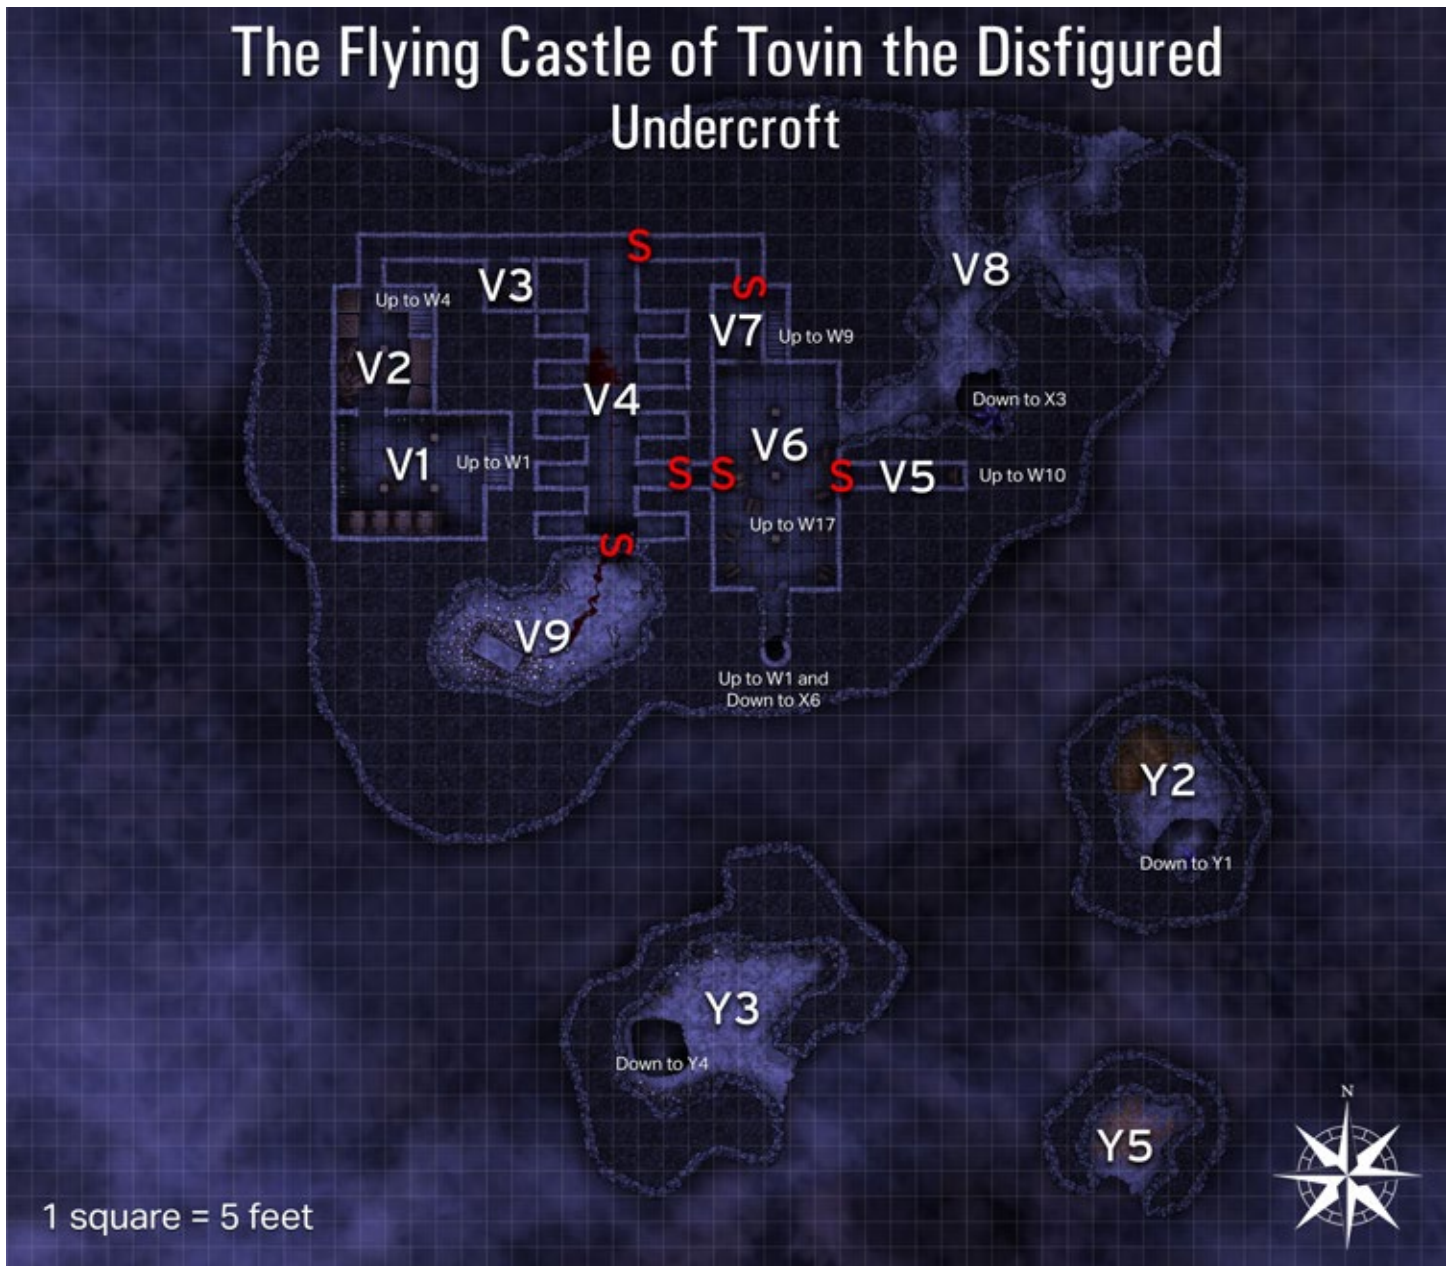 The Flying Castle of Tovin the Disfigured
Undercroft
S
V8
V3
S
Up to W4
V7
Up to W9
V2
V4
Down to X3
V6
V1
Up to W1
S
S
S
V5
Up to W10
Up to W17
S
V9
Up to W1 and
Down to X6
Y2
Down to Y1
Y3
Down to Y4
N
Y5
1 square = 5 feet